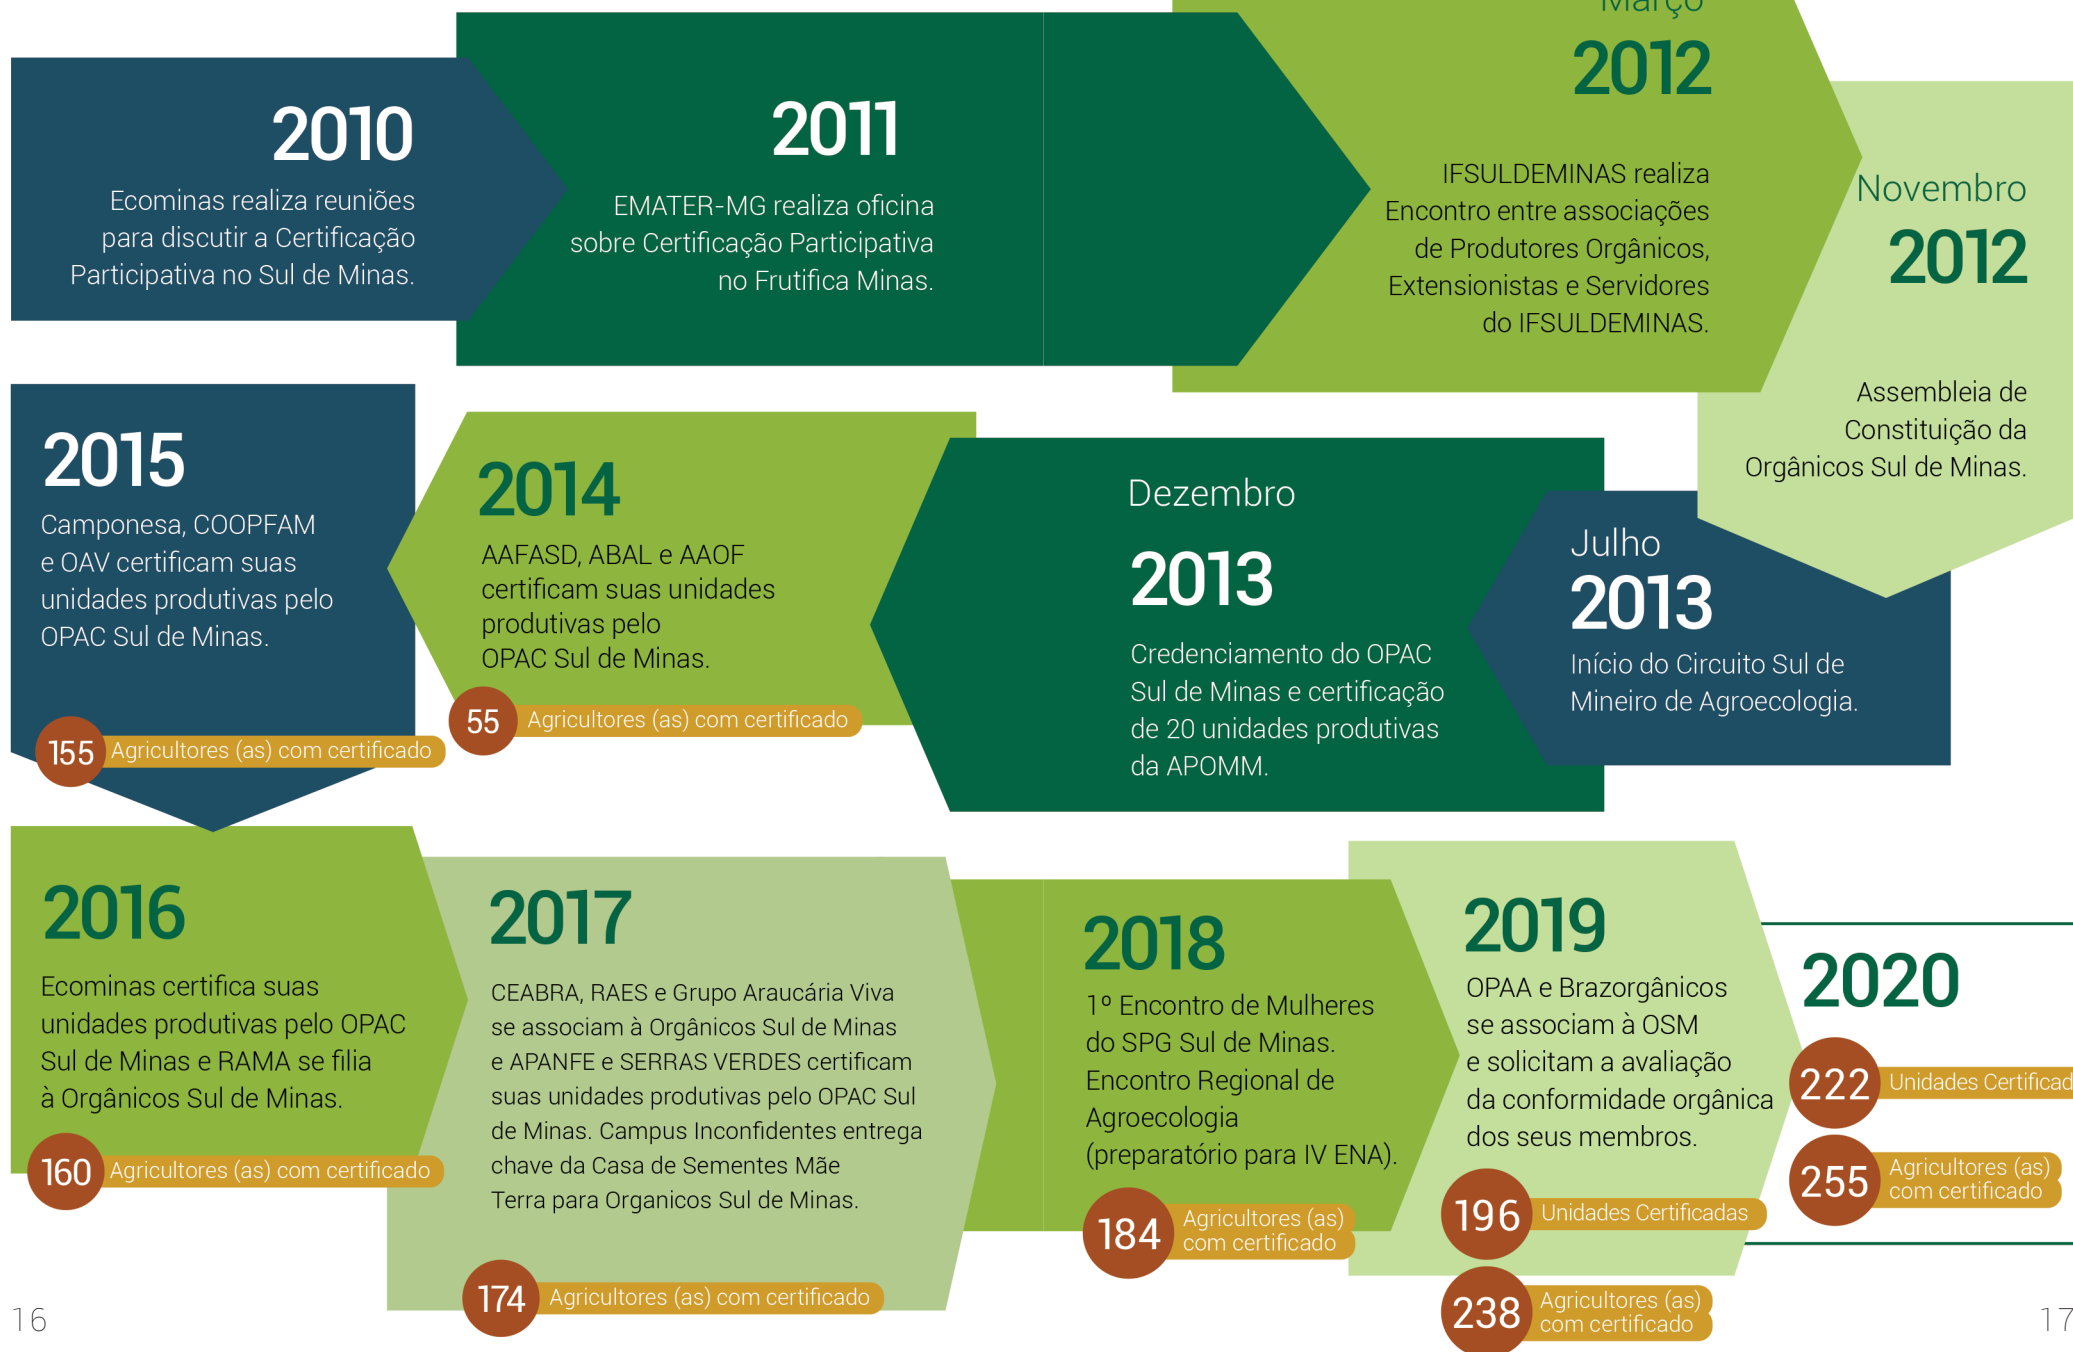 2010
Ecominas realiza reuniões
para discutir a Certificação
Participativa no Sul de Minas.
2011
EMATER-MG realiza oficina
sobre Certificação Participativa
no Frutifica Minas.
Março
2012
IFSULDEMINAS realiza
Encontro entre associações
de Produtores Orgânicos,
Extensionistas e Servidores
do IFSULDEMINAS.
Novembro
2012
Assembleia de
Constituição da
Orgânicos Sul de Minas.
Julho
2013
Início do Circuito Sul de
Mineiro de Agroecologia.
Dezembro
2013
Credenciamento do OPAC
Sul de Minas e certificação
de 20 unidades produtivas
da APOMM.
2014
AAFASD, ABAL e AAOF
certificam suas unidades
produtivas pelo
OPAC Sul de Minas.
55 Agricultores (as) com certificado
2015
Camponesa, COOPFAM
e OAV certificam suas
unidades produtivas pelo
OPAC Sul de Minas.
155 Agricultores (as) com certificado
2016
Ecominas certifica suas
unidades produtivas pelo OPAC
Sul de Minas e RAMA se filia
à Orgânicos Sul de Minas.
160 Agricultores (as) com certificado
2017
CEABRA, RAES e Grupo Araucária Viva
se associam à Orgânicos Sul de Minas
e APANFE e SERRAS VERDES certificam
suas unidades produtivas pelo OPAC Sul
de Minas. Campus Inconfidentes entrega
chave da Casa de Sementes Mãe
Terra para Organicos Sul de Minas.
174 Agricultores (as) com certificado
2018
1º Encontro de Mulheres
do SPG Sul de Minas.
Encontro Regional de
Agroecologia
(preparatório para IV ENA).
184 Agricultores (as)
com certificado
2019
OPAA e Brazorgânicos
se associam à OSM
e solicitam a avaliação
da conformidade orgânica
dos seus membros.
196 Unidades Certificadas
238 Agricultores (as)
com certificado
2020
222 Unidades Certificad
255 Agricultores (as)
com certificado
16
17